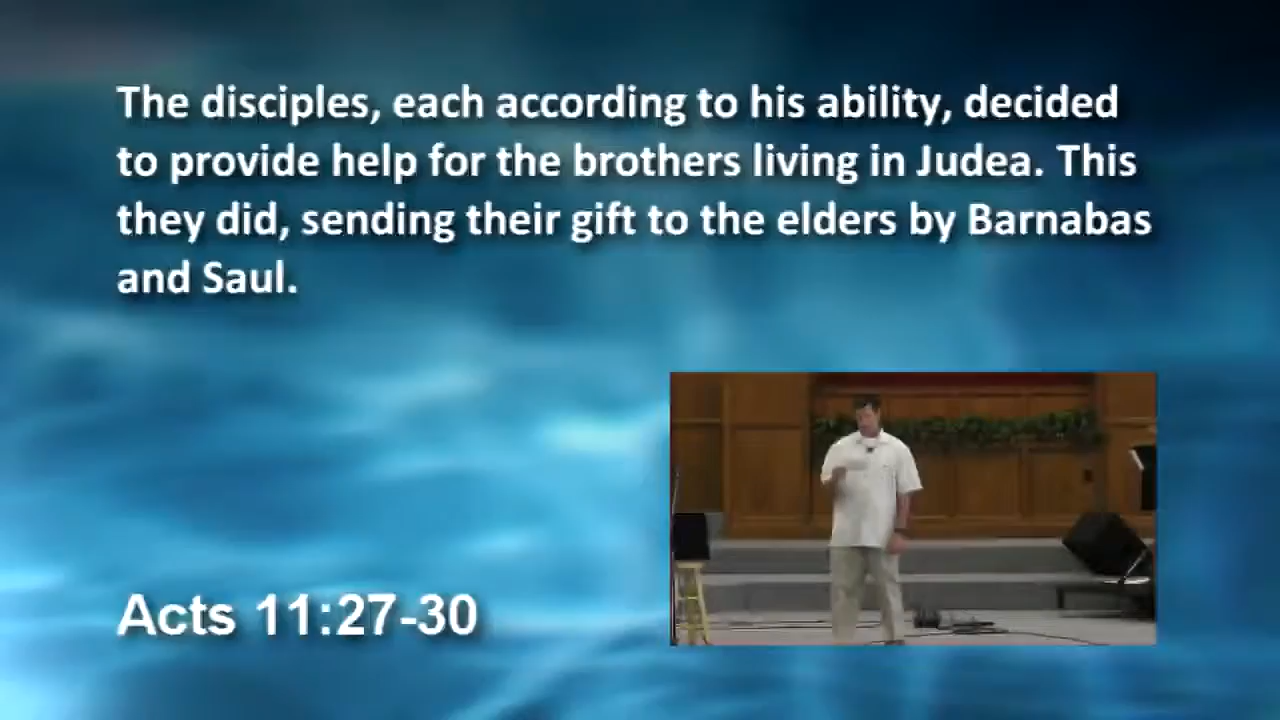 The disciples, each according to his ability, decided
to provide help for the brothers living in Judea. This
they did, sending their gift to the elders by Barnabas
and Saul.
Acts 11:27-30